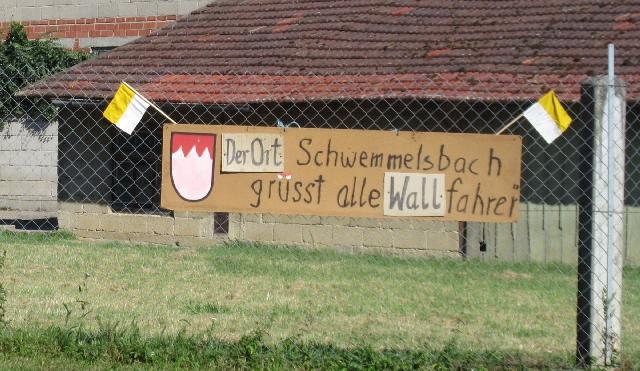 Der Ort Schwemmelsbach
grüsst alle Wallfahrer